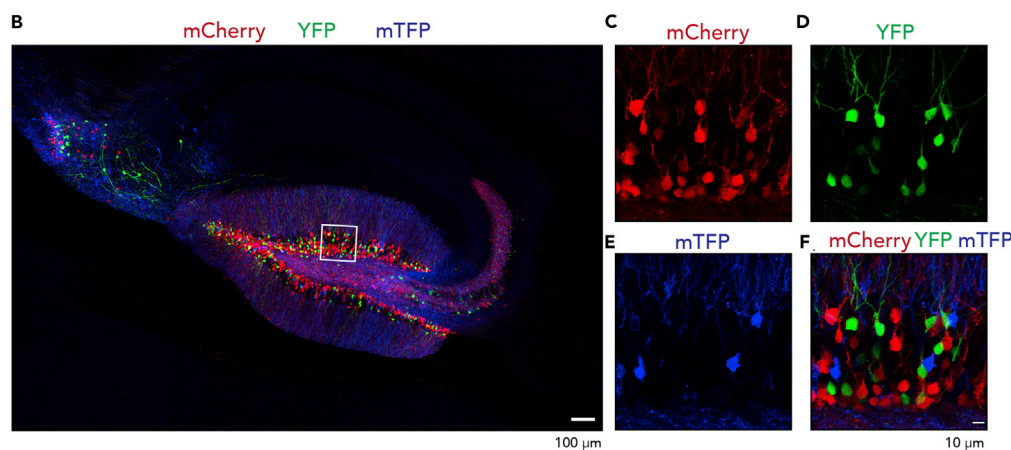 B mCherry YFP mTFP
C mCherry
D YFP
E mTFP
F. mCherry YFP mTFP
100 µm
10 µm